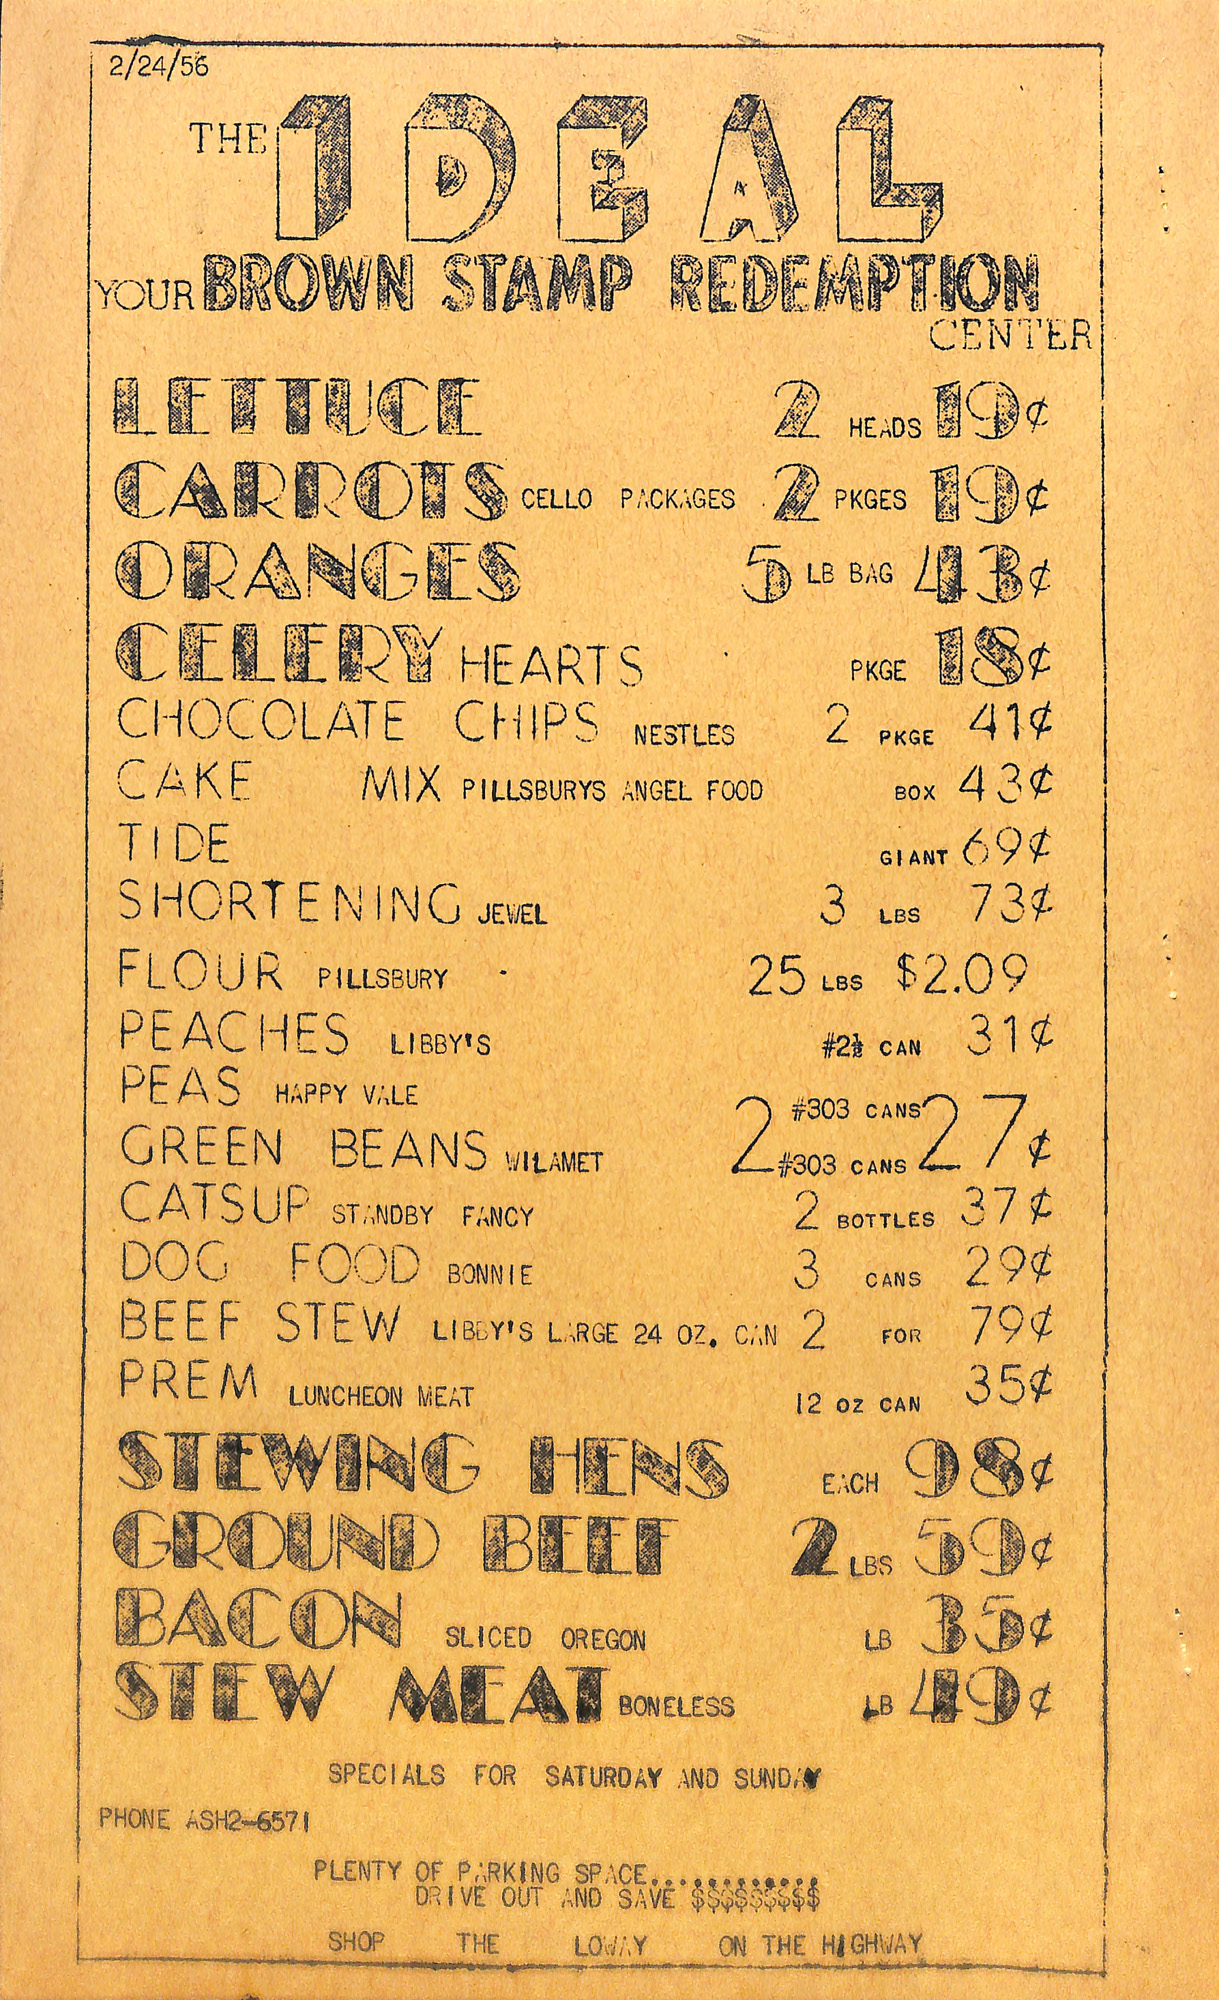 2/24/56
THE IDEAL
YOUR BROWN STAMP REDEMPTION
CENTER
LETTUCE 2 HEADS 19¢
CARROTS CELLO PACKAGES 2 PKGES 19¢
ORANGES 5 LB BAG 43¢
CELERY HEARTS PKGE 18¢
CHOCOLATE CHIPS NESTLES 2 PKGE 41¢
CAKE MIX PILLSBURYS ANGEL FOOD BOX 43¢
TIDE GIANT 69¢
SHORTENING JEWEL 3 LBS 73¢
FLOUR PILLSBURY 25 LBS $2.09
PEACHES LIBBY'S #2½ CAN 31¢
PEAS HAPPY VALE #303 CANS
GREEN BEANS WILAMET 2 #303 CANS 27¢
CATSUP STANDBY FANCY 2 BOTTLES 37¢
DOG FOOD BONNIE 3 CANS 29¢
BEEF STEW LIBBY'S LARGE 24 OZ. CAN 2 FOR 79¢
PREM LUNCHEON MEAT 12 OZ CAN 35¢
STEWING HENS EACH 98¢
GROUND BEEF 2 LBS 59¢
BACON SLICED OREGON LB 35¢
STEW MEAT BONELESS LB 49¢
SPECIALS FOR SATURDAY AND SUNDAY
PHONE ASH2-6571
PLENTY OF PARKING SPACE............
DRIVE OUT AND SAVE $$$$$$$$$
SHOP THE LOWAY ON THE HIGHWAY